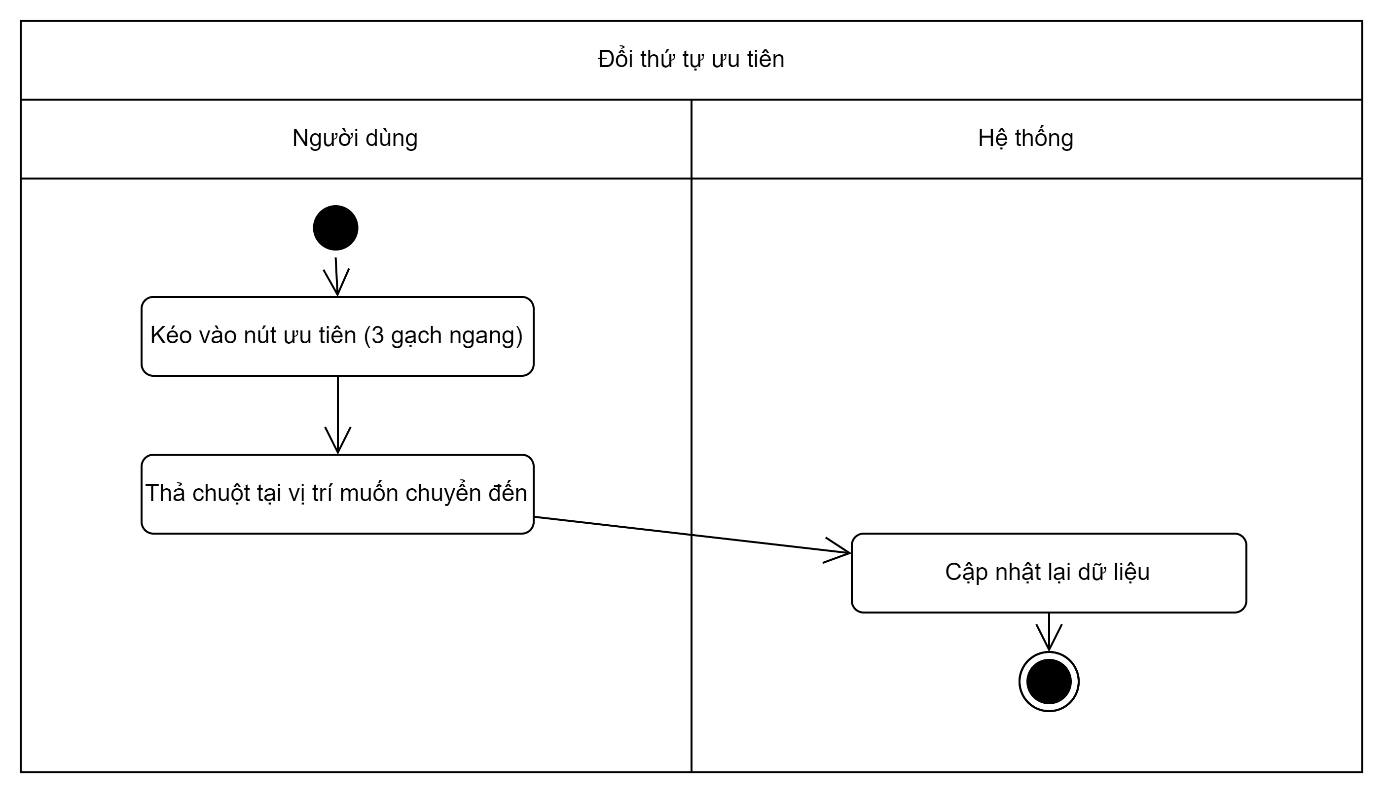 Đổi thứ tự ưu tiên
Người dùng
Hệ thống
Kéo vào nút ưu tiên (3 gạch ngang)
Thả chuột tại vị trí muốn chuyển đến
Cập nhật lại dữ liệu